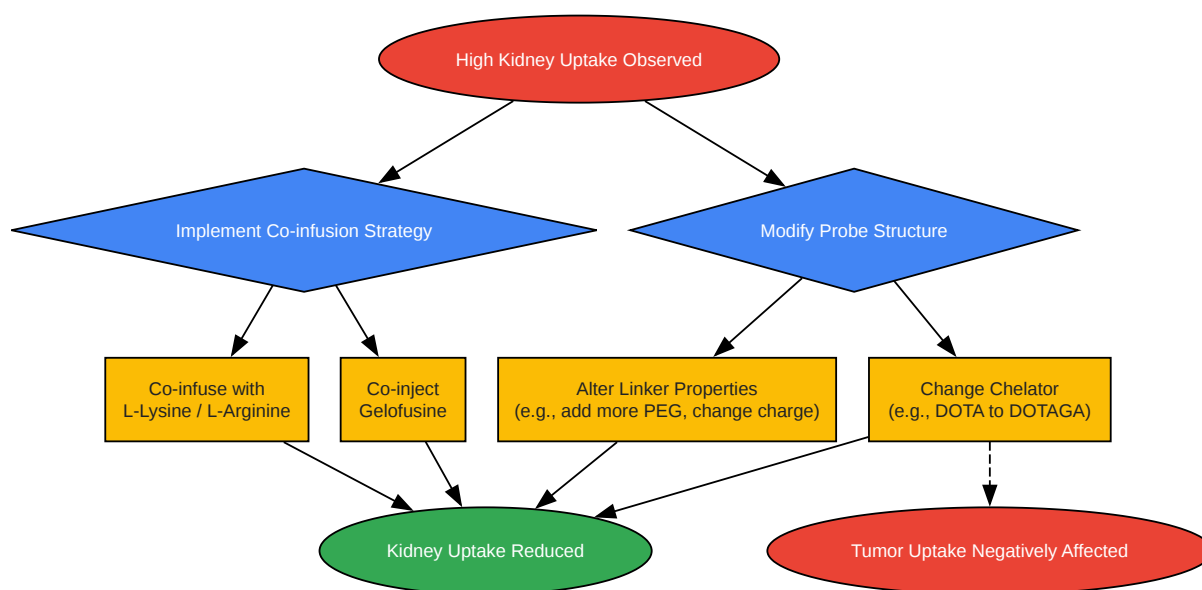 High Kidney Uptake Observed
Implement Co-infusion Strategy
Modify Probe Structure
Co-infuse with
L-Lysine / L-Arginine
Co-inject
Gelofusine
Alter Linker Properties
(e.g., add more PEG, change charge)
Change Chelator
(e.g., DOTA to DOTAGA)
Kidney Uptake Reduced
Tumor Uptake Negatively Affected